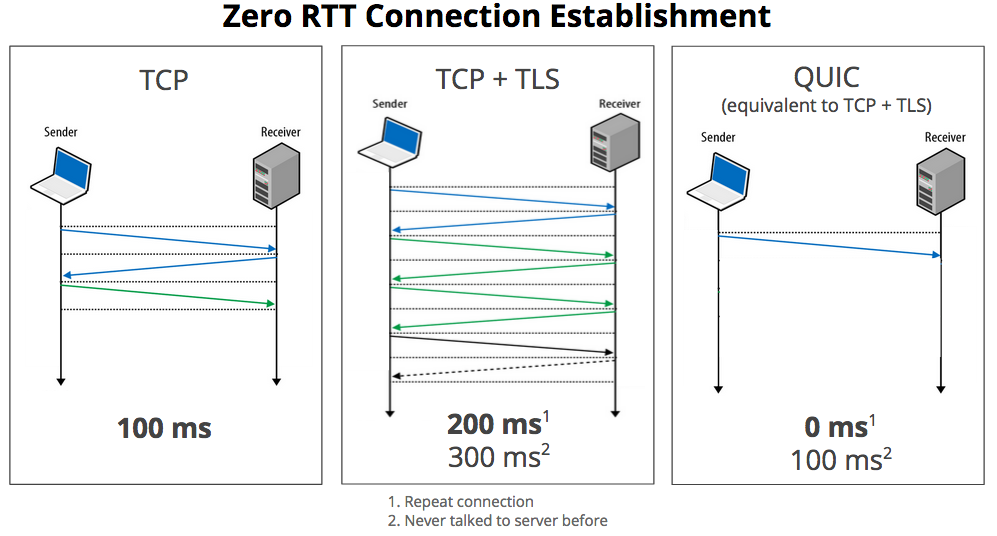 Zero RTT Connection Establishment
TCP
Sender
Receiver
100 ms
TCP + TLS
Sender
Receiver
200 ms1
300 ms2
QUIC
(equivalent to TCP + TLS)
Sender
Receiver
0 ms1
100 ms2
1. Repeat connection
2. Never talked to server before